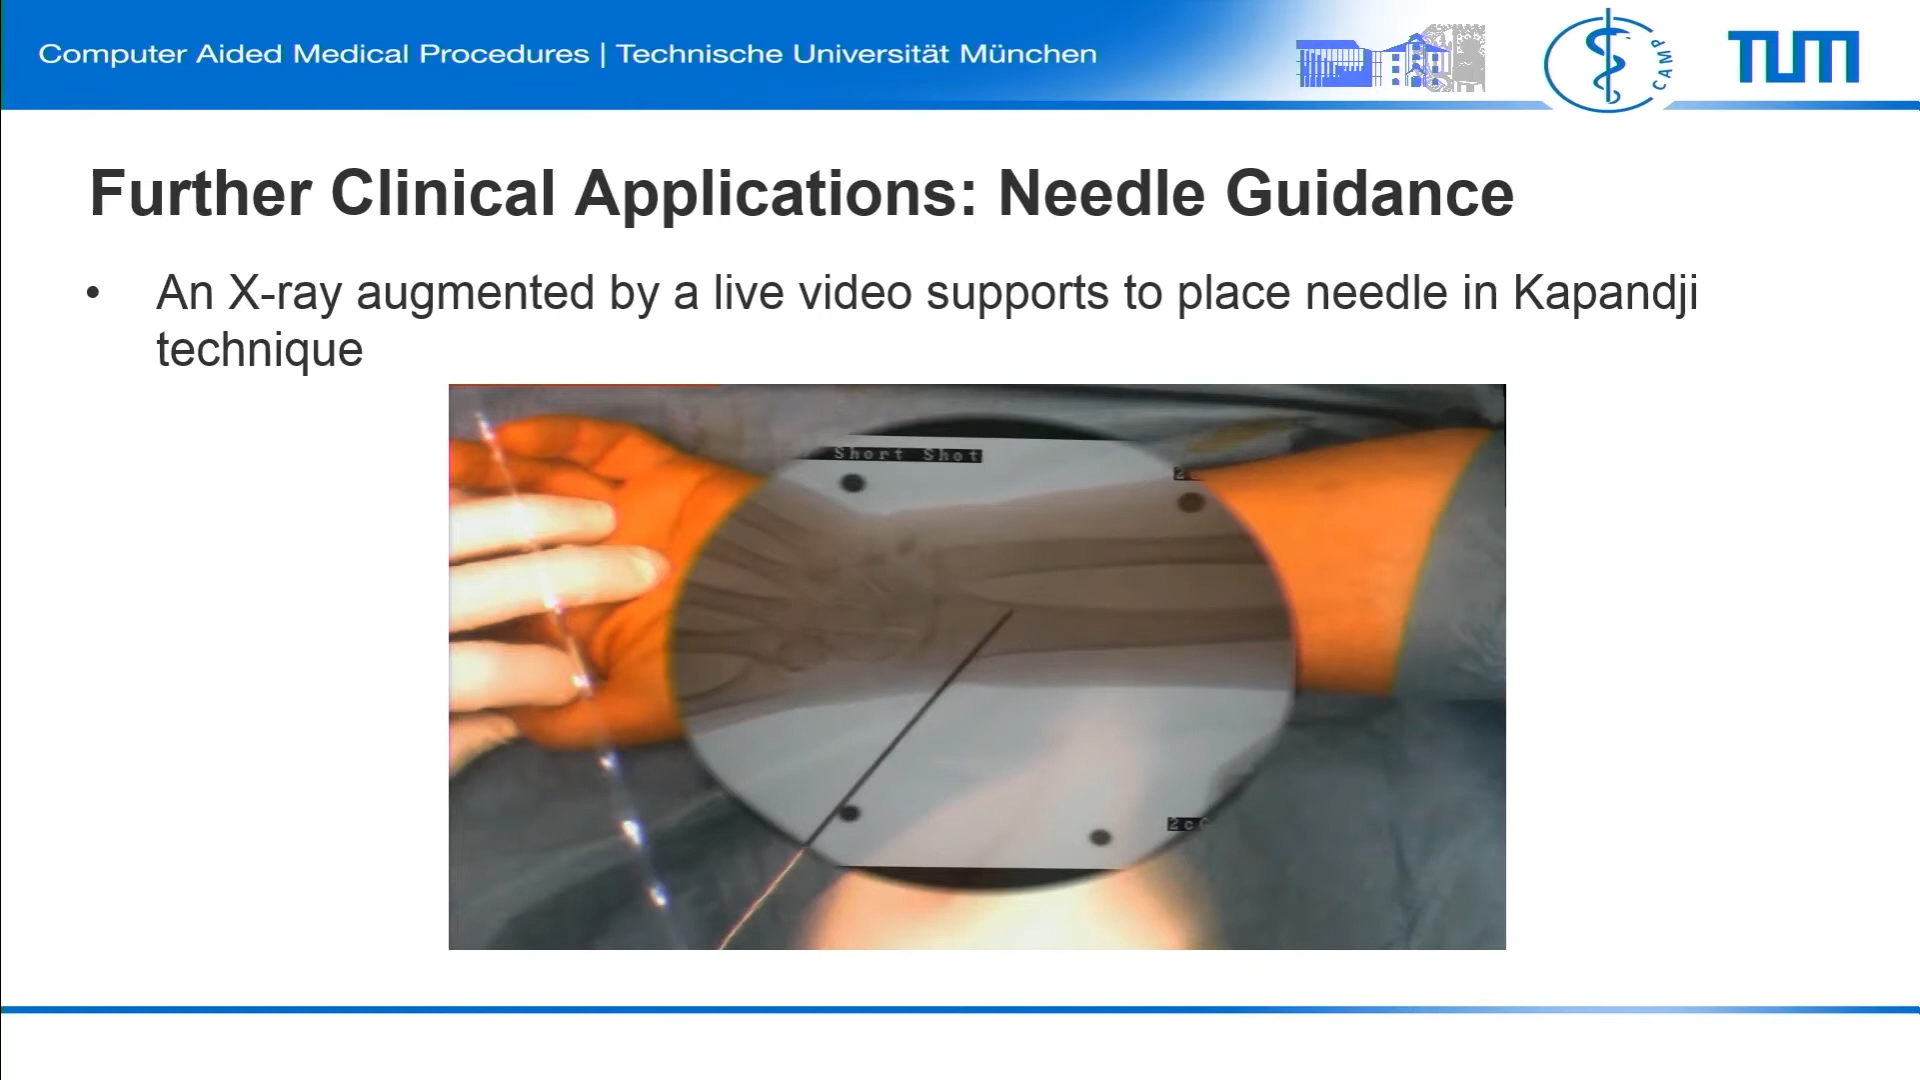 Computer Aided Medical Procedures | Technische Universität München
CAMP
TUM
Further Clinical Applications: Needle Guidance
• An X-ray augmented by a live video supports to place needle in Kapandji
technique
Short Shot